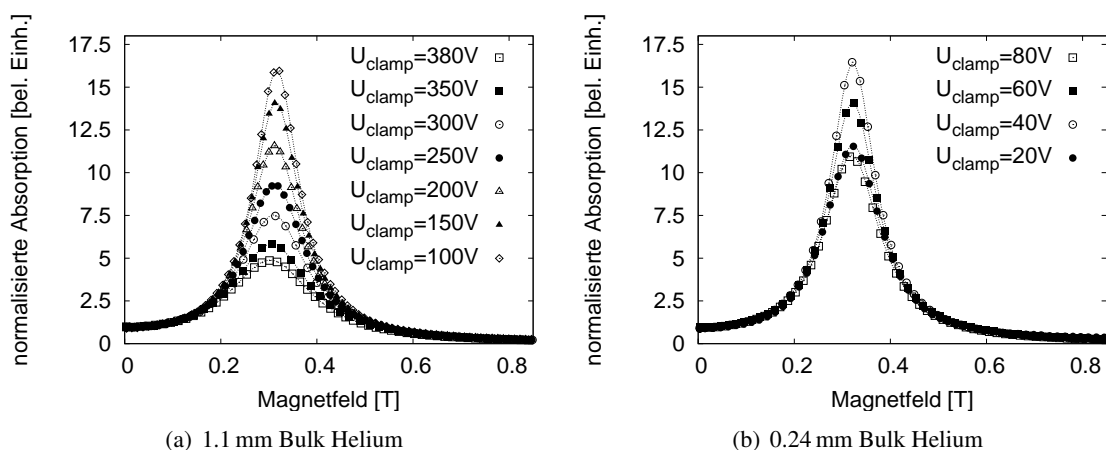 normalisierte Absorption [bel. Einh.]
17.5
15
12.5
10
7.5
5
2.5
0
0
0.2
0.4
0.6
0.8
Magnetfeld [T]
U_clamp=380V
U_clamp=350V
U_clamp=300V
U_clamp=250V
U_clamp=200V
U_clamp=150V
U_clamp=100V
(a) 1.1 mm Bulk Helium
normalisierte Absorption [bel. Einh.]
17.5
15
12.5
10
7.5
5
2.5
0
0
0.2
0.4
0.6
0.8
Magnetfeld [T]
U_clamp=80V
U_clamp=60V
U_clamp=40V
U_clamp=20V
(b) 0.24 mm Bulk Helium